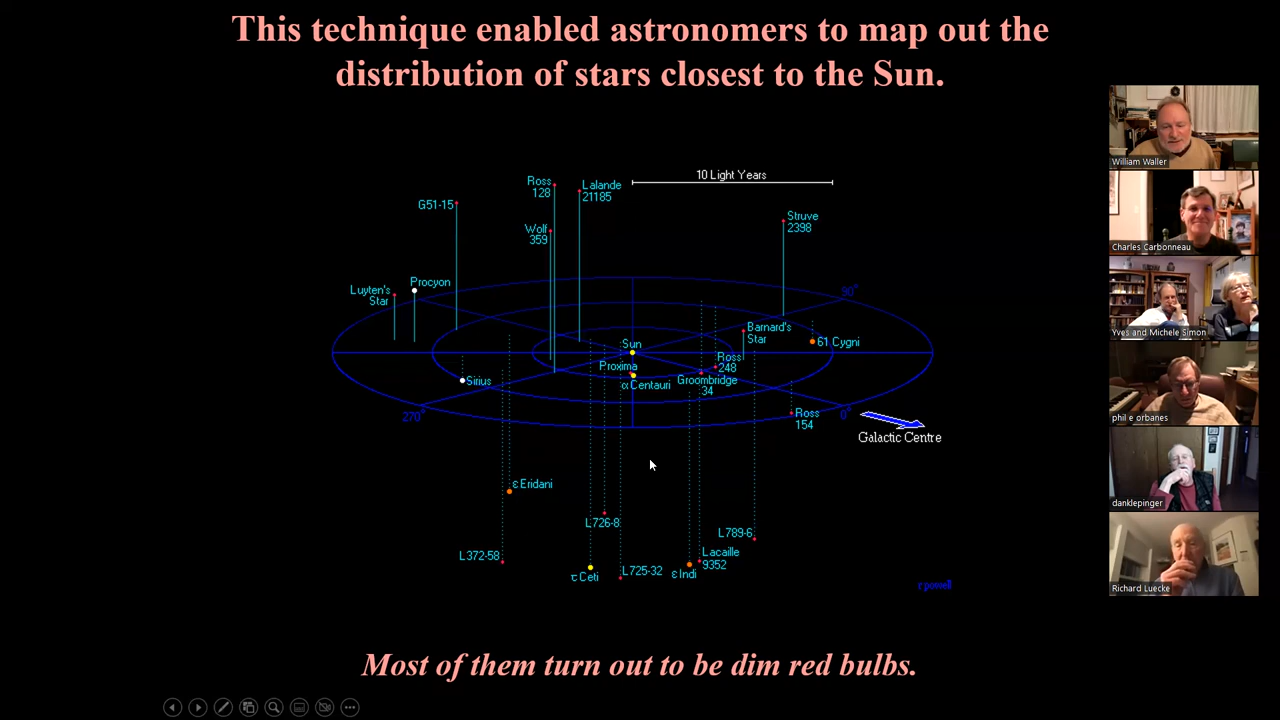 This technique enabled astronomers to map out the
distribution of stars closest to the Sun.
10 Light Years
Ross
128
Lalande
21185
G51-15
Wolf
359
Struve
2398
Luyten's
Star
Procyon
90°
Barnard's
Star
Sun
61 Cygni
Proxima
Ross
248
Sirius
α Centauri
Groombridge
34
270°
0°
Ross
154
Galactic Centre
ε Eridani
L726-8
L789-6
L372-58
Lacaille
9352
τ Ceti
L725-32
ε Indi
r powell
Most of them turn out to be dim red bulbs.
William Waller
Charles Carbonneau
Yves and Michele Simon
phil e orbanes
danklepinger
Richard Luecke